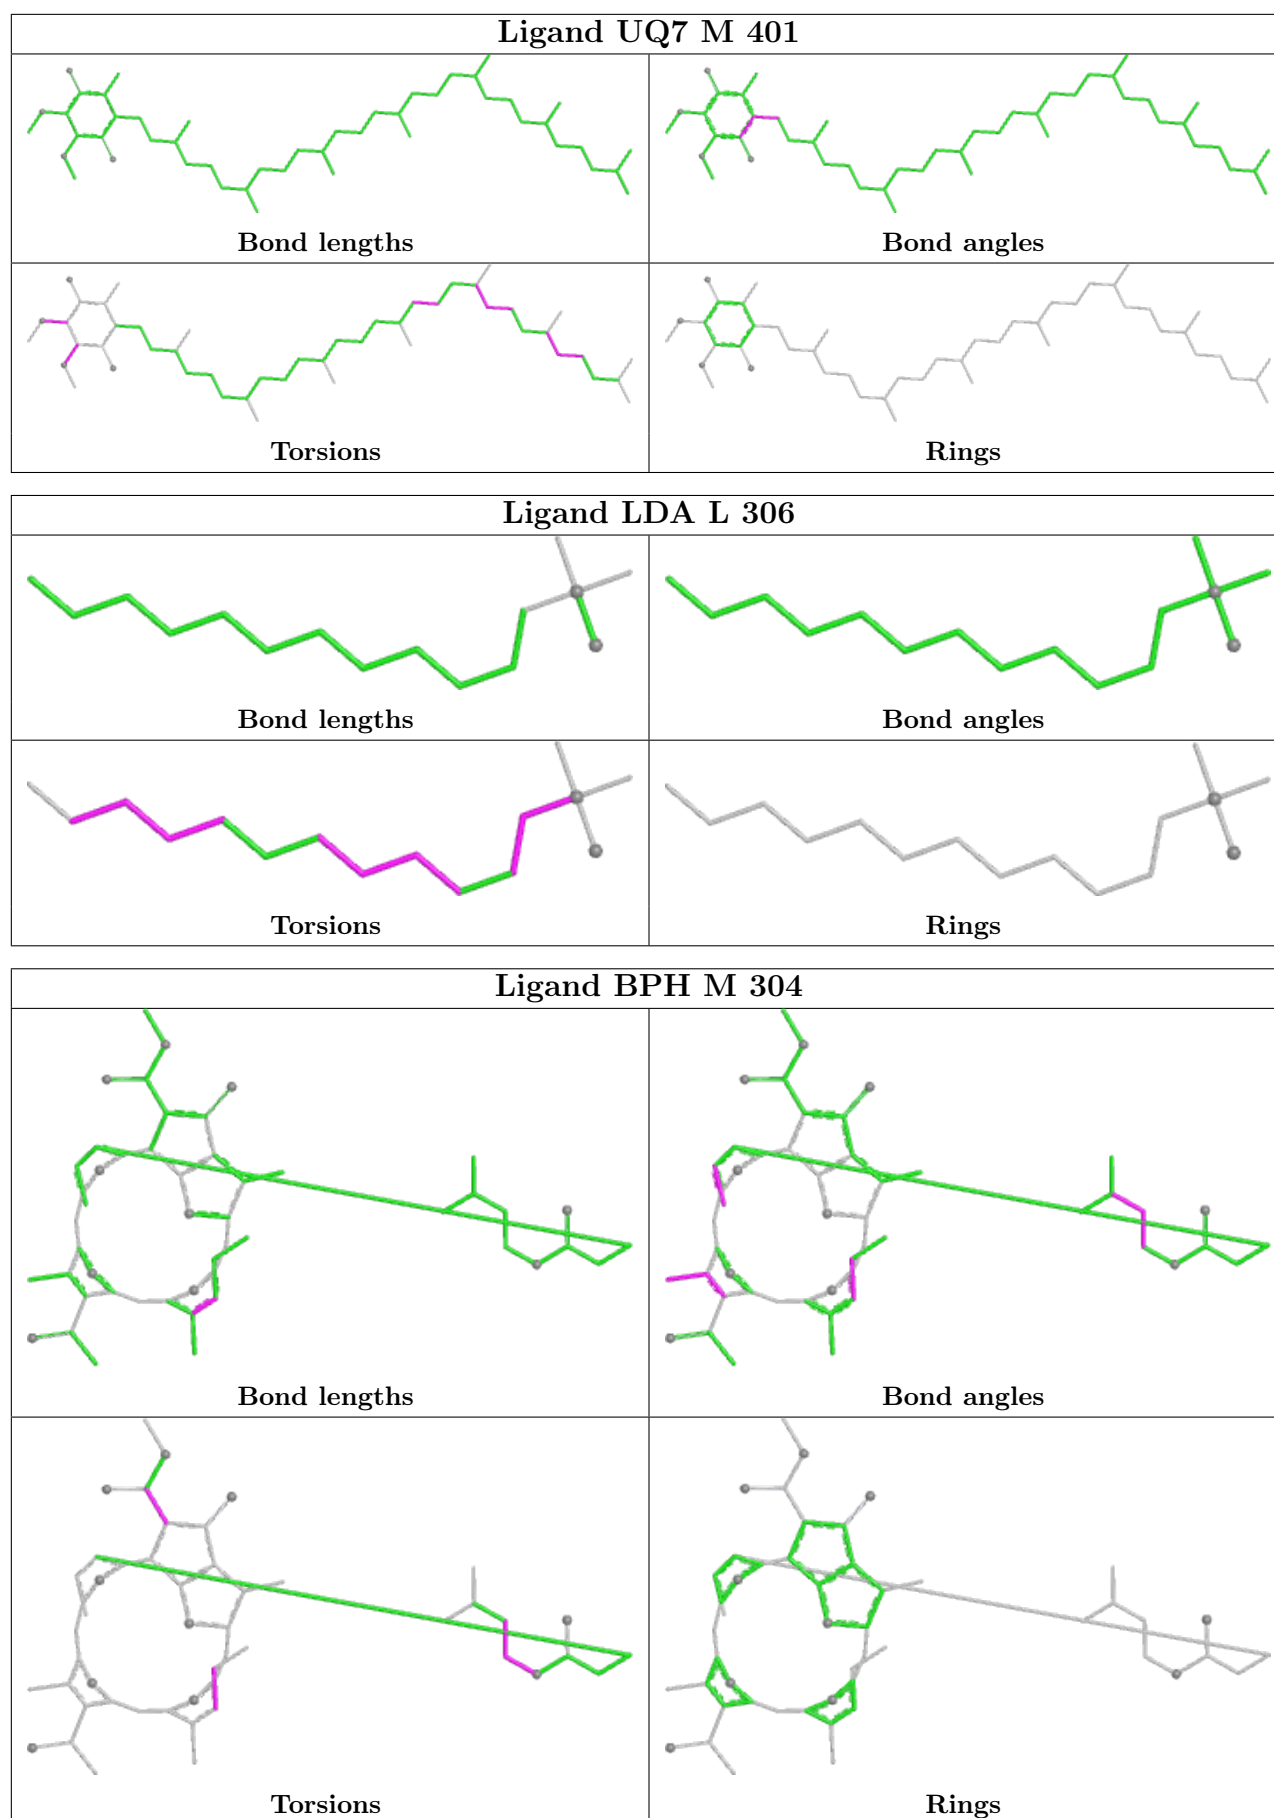 Ligand UQ7 M 401
Bond lengths
Bond angles
Torsions
Rings
Ligand LDA L 306
Bond lengths
Bond angles
Torsions
Rings
Ligand BPH M 304
Bond lengths
Bond angles
Torsions
Rings